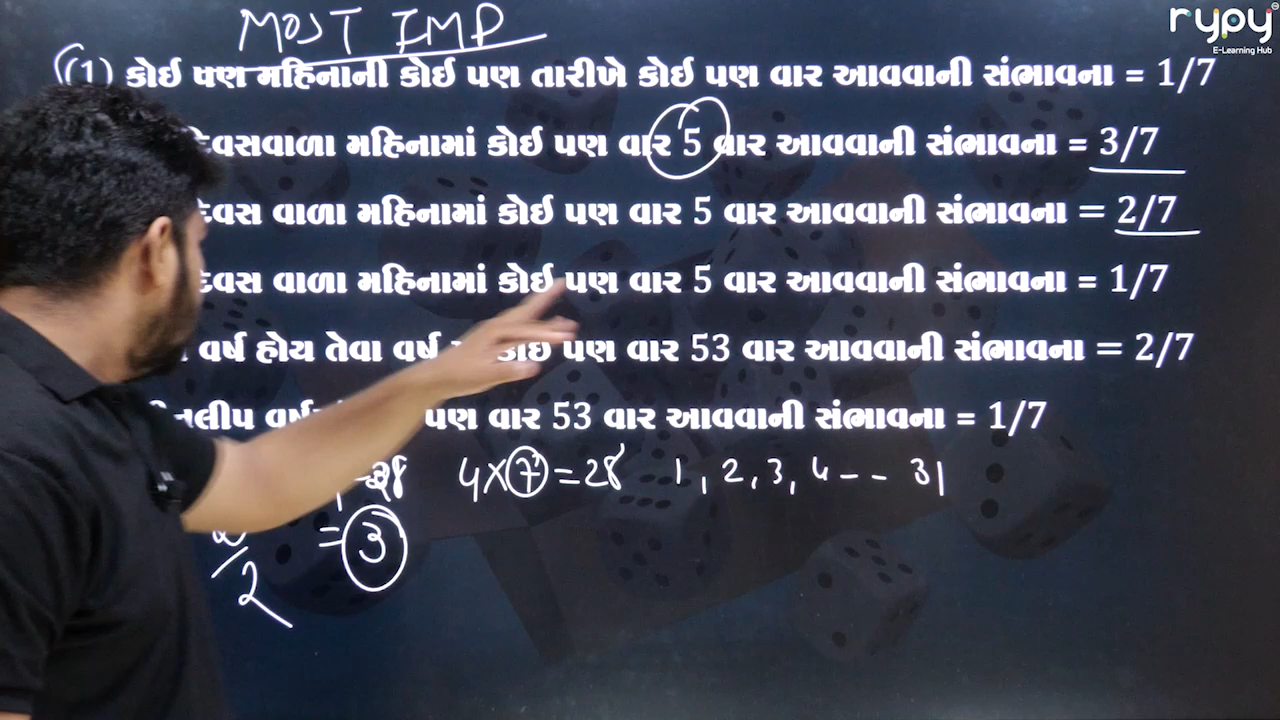 MOST IMP
rypy
E-Learning Hub
(1) કોઈ પણ મહિનાની કોઈ પણ તારીખે કોઈ પણ વાર આવવાની સંભાવના = 1/7
દિવસવાળા મહિનામાં કોઈ પણ વાર 5 વાર આવવાની સંભાવના = 3/7
દિવસ વાળા મહિનામાં કોઈ પણ વાર 5 વાર આવવાની સંભાવના = 2/7
દિવસ વાળા મહિનામાં કોઈ પણ વાર 5 વાર આવવાની સંભાવના = 1/7
વર્ષ હોય તેવા વર્ષ કોઈ પણ વાર 53 વાર આવવાની સંભાવના = 2/7
પણ વાર 53 વાર આવવાની સંભાવના = 1/7
4×7=28 1, 2, 3, 4 -- 31
= 3
2